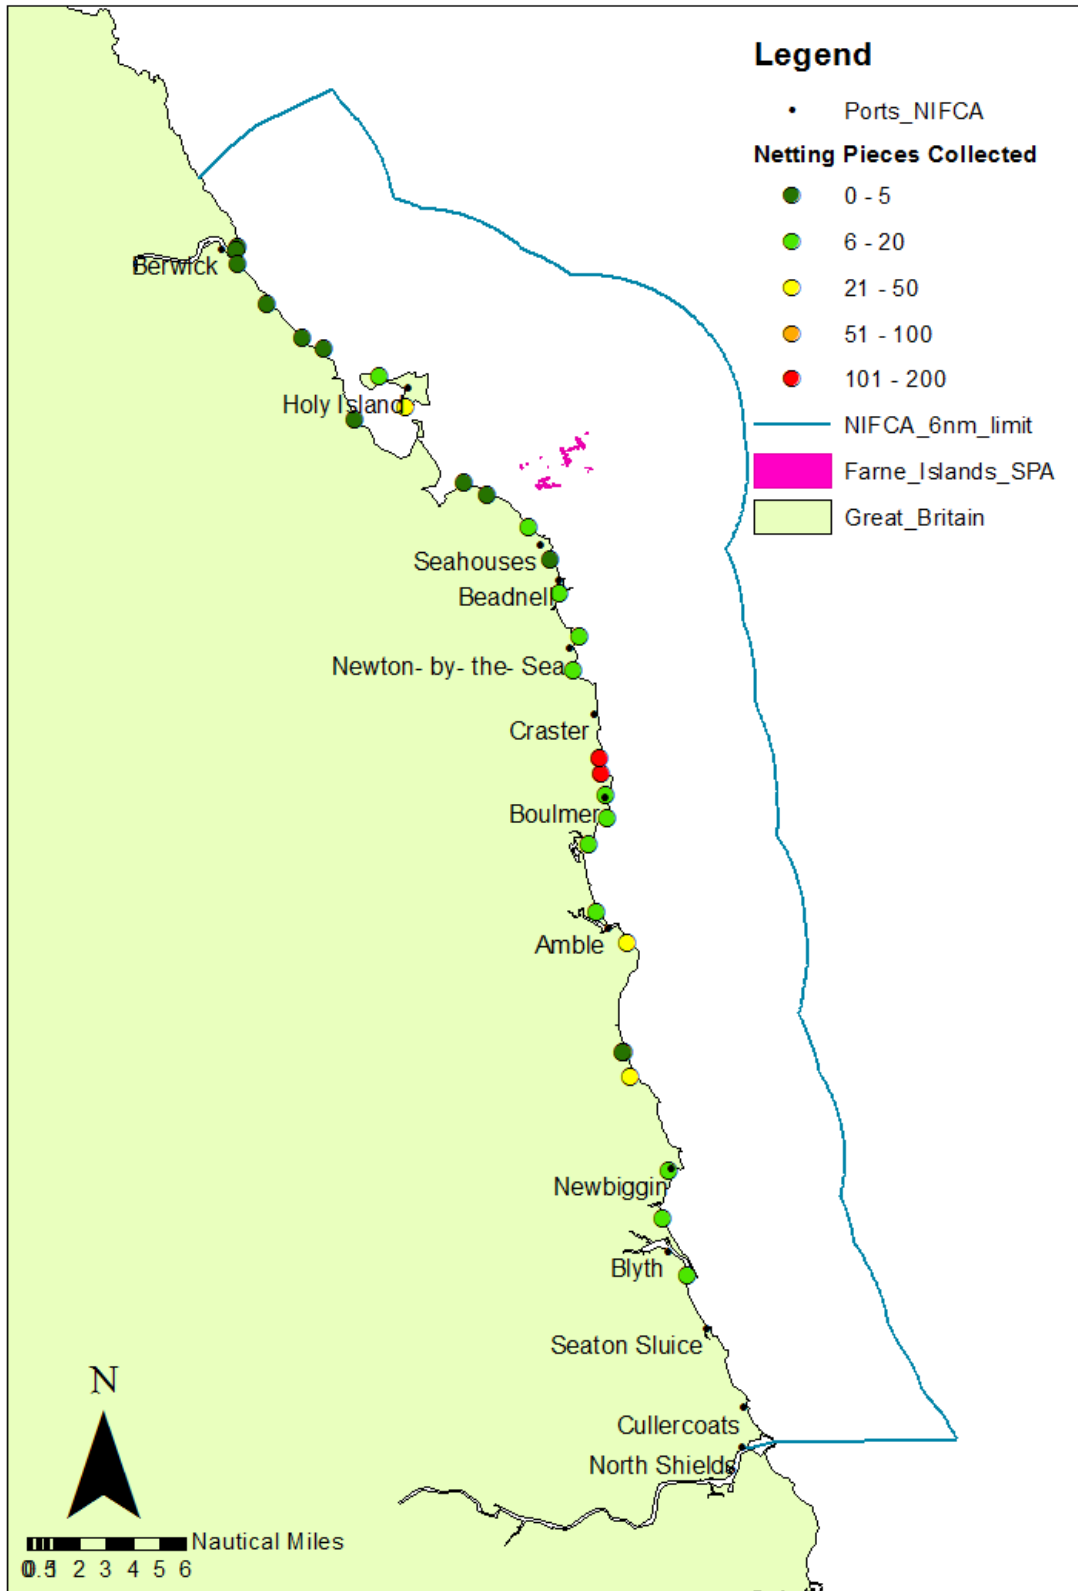 Legend
Ports_NIFCA
Netting Pieces Collected
0 - 5
6 - 20
21 - 50
51 - 100
101 - 200
NIFCA_6nm_limit
Farne_Islands_SPA
Great_Britain
Berwick
Holy Island
Seahouses
Beadnell
Newton- by- the- Sea
Craster
Boulmer
Amble
Newbiggin
Blyth
Seaton Sluice
Cullercoats
North Shields
N
Nautical Miles
0 0.5 1 2 3 4 5 6